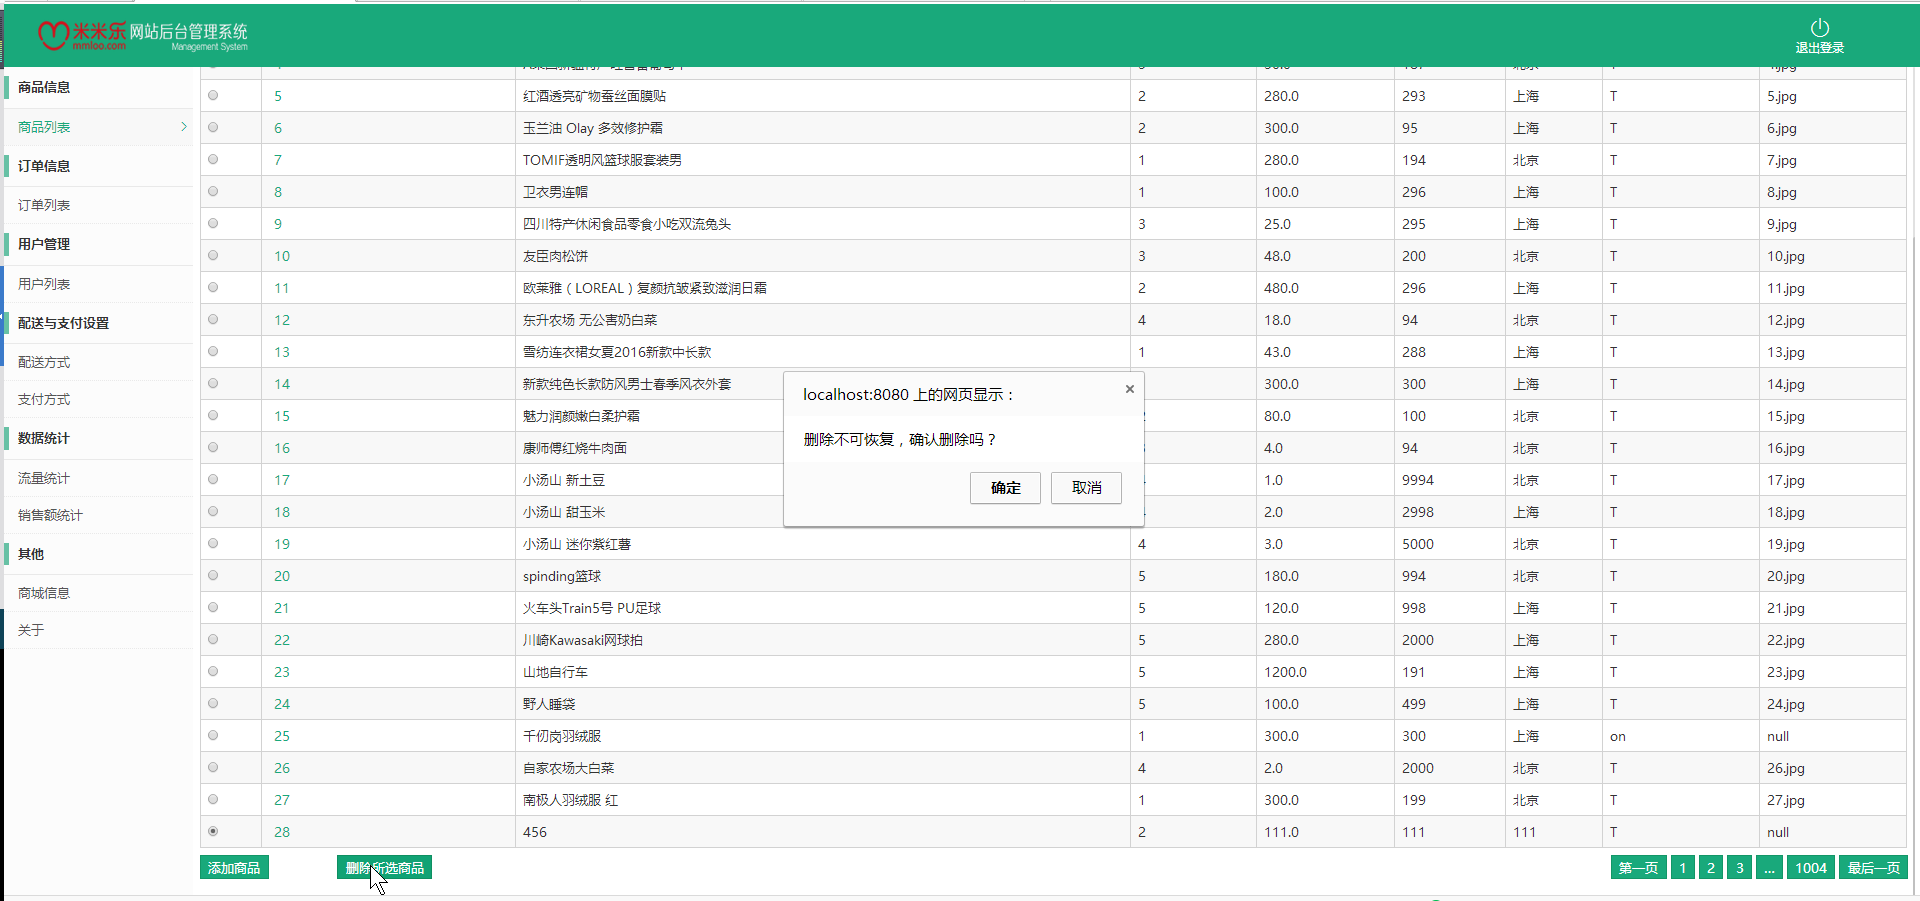 米米乐 网站后台管理系统
mmloo.com Management System
退出登录
商品信息
商品列表
订单信息
订单列表
用户管理
用户列表
配送与支付设置
配送方式
支付方式
数据统计
流量统计
销售额统计
其他
商城信息
关于
5 红酒透亮矿物蚕丝面膜贴 2 280.0 293 上海 T 5.jpg
6 玉兰油 Olay 多效修护霜 2 300.0 95 上海 T 6.jpg
7 TOMIF透明风篮球服套装男 1 280.0 194 北京 T 7.jpg
8 卫衣男连帽 1 100.0 296 上海 T 8.jpg
9 四川特产休闲食品零食小吃双流兔头 3 25.0 295 上海 T 9.jpg
10 友臣肉松饼 3 48.0 200 北京 T 10.jpg
11 欧莱雅（LOREAL）复颜抗皱紧致滋润日霜 2 480.0 296 上海 T 11.jpg
12 东升农场 无公害奶白菜 4 18.0 94 北京 T 12.jpg
13 雪纺连衣裙女夏2016新款中长款 1 43.0 288 上海 T 13.jpg
14 新款纯色长款防风男士春季风衣外套 300.0 300 上海 T 14.jpg
15 魅力润颜嫩白柔护霜 80.0 100 北京 T 15.jpg
16 康师傅红烧牛肉面 4.0 94 北京 T 16.jpg
17 小汤山 新土豆 1.0 9994 北京 T 17.jpg
18 小汤山 甜玉米 2.0 2998 上海 T 18.jpg
19 小汤山 迷你紫红薯 4 3.0 5000 北京 T 19.jpg
20 spinding篮球 5 180.0 994 北京 T 20.jpg
21 火车头Train5号 PU足球 5 120.0 998 上海 T 21.jpg
22 川崎Kawasaki网球拍 5 280.0 2000 上海 T 22.jpg
23 山地自行车 5 1200.0 191 上海 T 23.jpg
24 野人睡袋 5 100.0 499 上海 T 24.jpg
25 千仞岗羽绒服 1 300.0 300 上海 on null
26 自家农场大白菜 4 2.0 2000 北京 T 26.jpg
27 南极人羽绒服 红 1 300.0 199 北京 T 27.jpg
28 456 2 111.0 111 111 T null
localhost:8080 上的网页显示：
删除不可恢复，确认删除吗？
确定 取消
添加商品 删除所选商品 第一页 1 2 3 ... 1004 最后一页